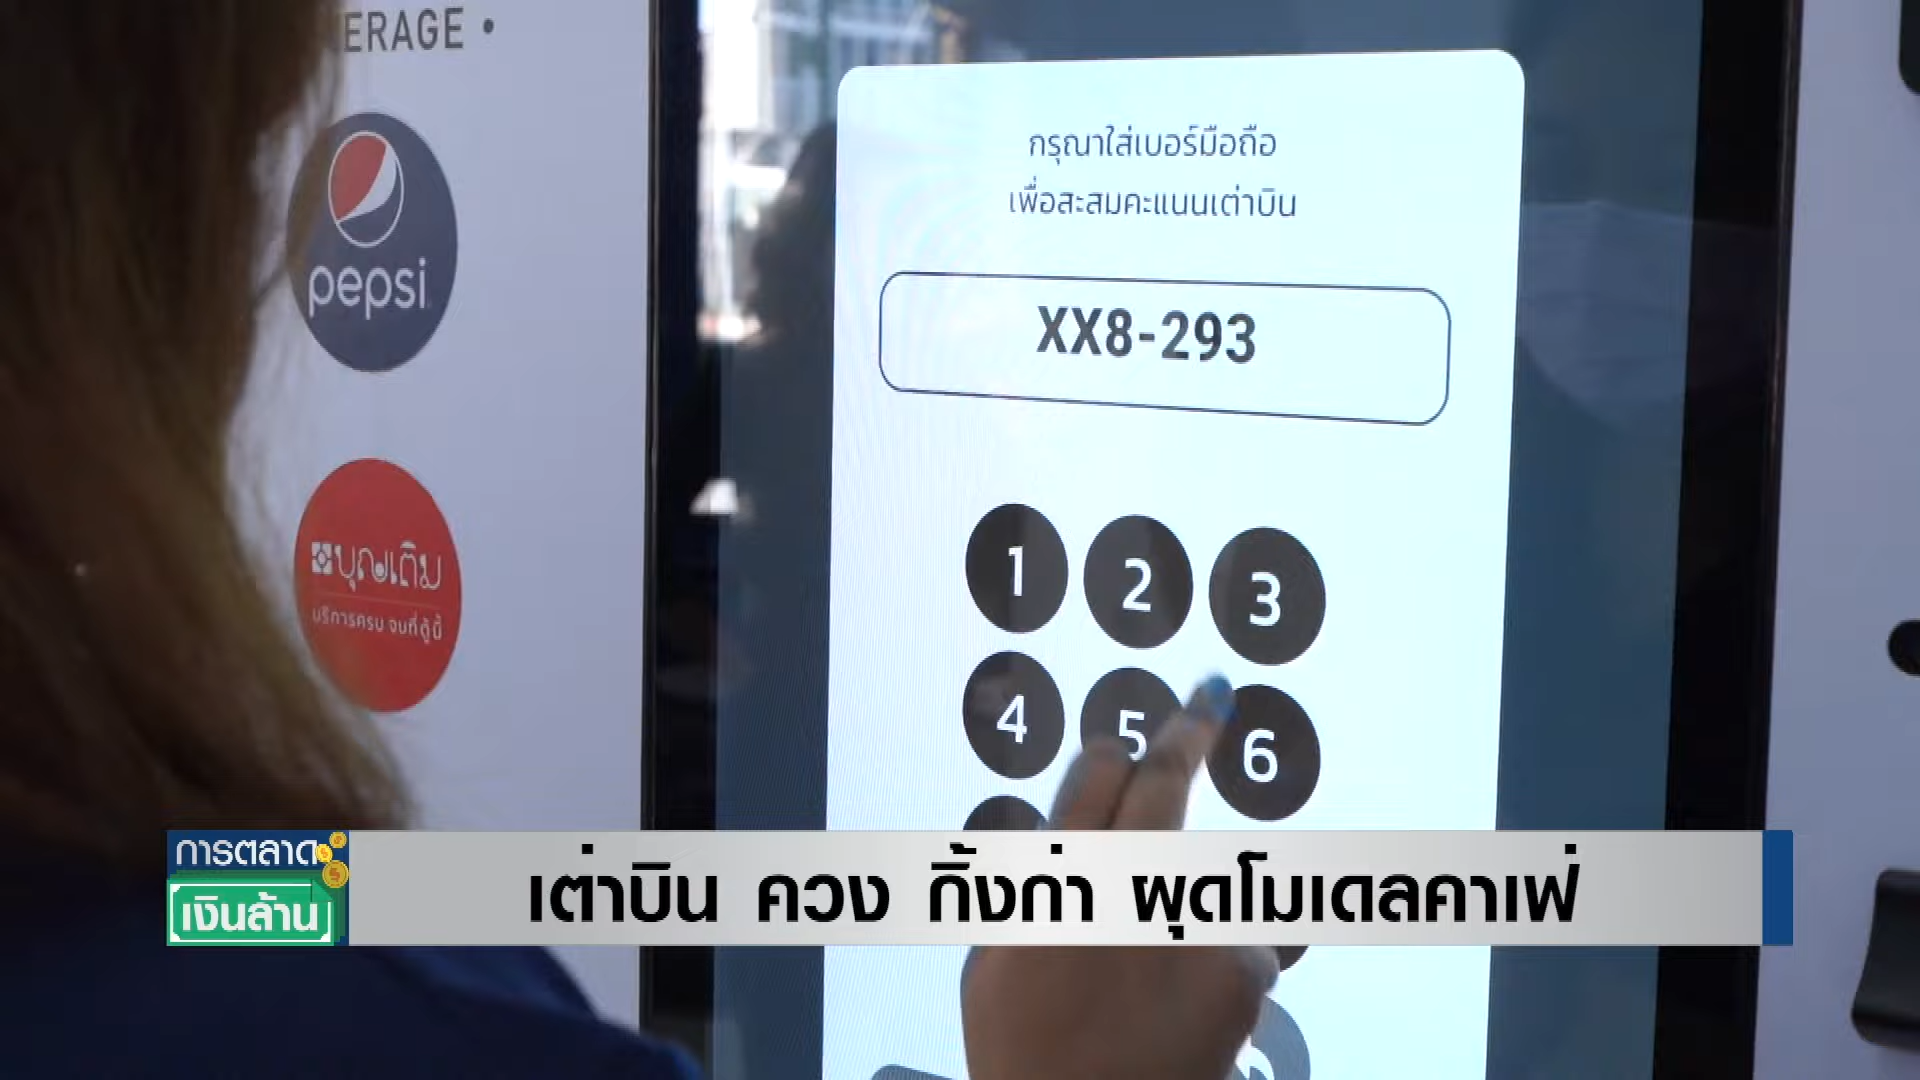 ERAGE •
pepsi
บุญเติม
บริการครบ จบที่ตู้นี้
กรุณาใส่เบอร์มือถือ
เพื่อสะสมคะแนนเต่าบิน
XX8-293
1 2 3
4 5 6
การตลาด
เงินล้าน
เต่าบิน ควง กิ้งก่า ผุดโมเดลคาเฟ่